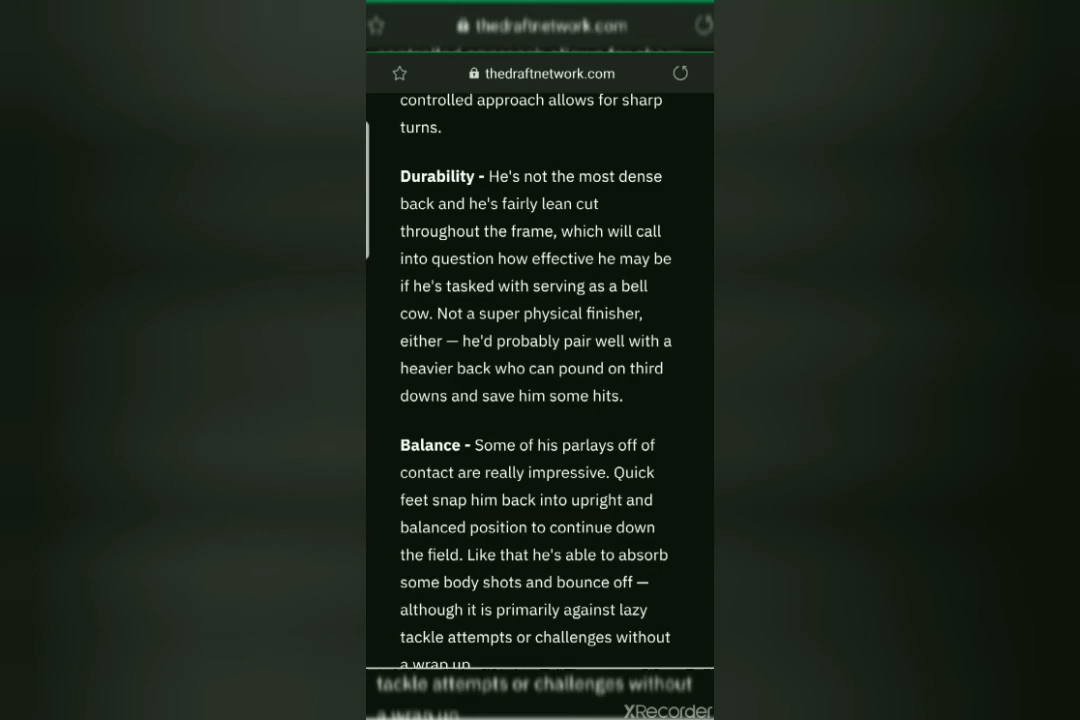 thedraftnetwork.com
thedraftnetwork.com
controlled approach allows for sharp
turns.
Durability - He's not the most dense
back and he's fairly lean cut
throughout the frame, which will call
into question how effective he may be
if he's tasked with serving as a bell
cow. Not a super physical finisher,
either — he'd probably pair well with a
heavier back who can pound on third
downs and save him some hits.
Balance - Some of his parlays off of
contact are really impressive. Quick
feet snap him back into upright and
balanced position to continue down
the field. Like that he's able to absorb
some body shots and bounce off —
although it is primarily against lazy
tackle attempts or challenges without
a wrap up
tackle attempts or challenges without
a wrap up
XRecorder